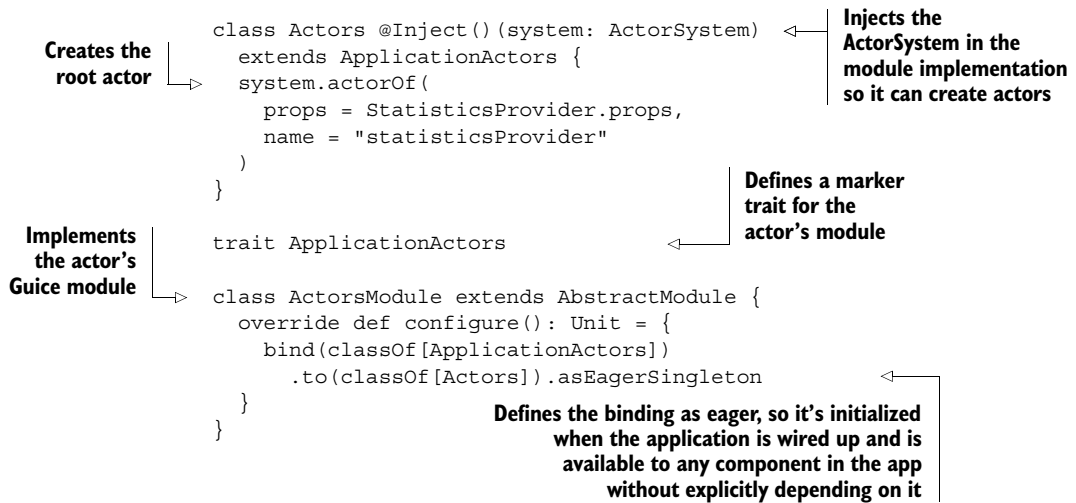 class Actors @Inject()(system: ActorSystem)
extends ApplicationActors {
system.actorOf(
props = StatisticsProvider.props,
name = "statisticsProvider"
)
}
Injects the
ActorSystem in the
module implementation
so it can create actors
Creates the
root actor
trait ApplicationActors
Defines a marker
trait for the
actor's module
Implements
the actor's
Guice module
class ActorsModule extends AbstractModule {
override def configure(): Unit = {
bind(classOf[ApplicationActors])
.to(classOf[Actors]).asEagerSingleton
}
}
Defines the binding as eager, so it's initialized
when the application is wired up and is
available to any component in the app
without explicitly depending on it